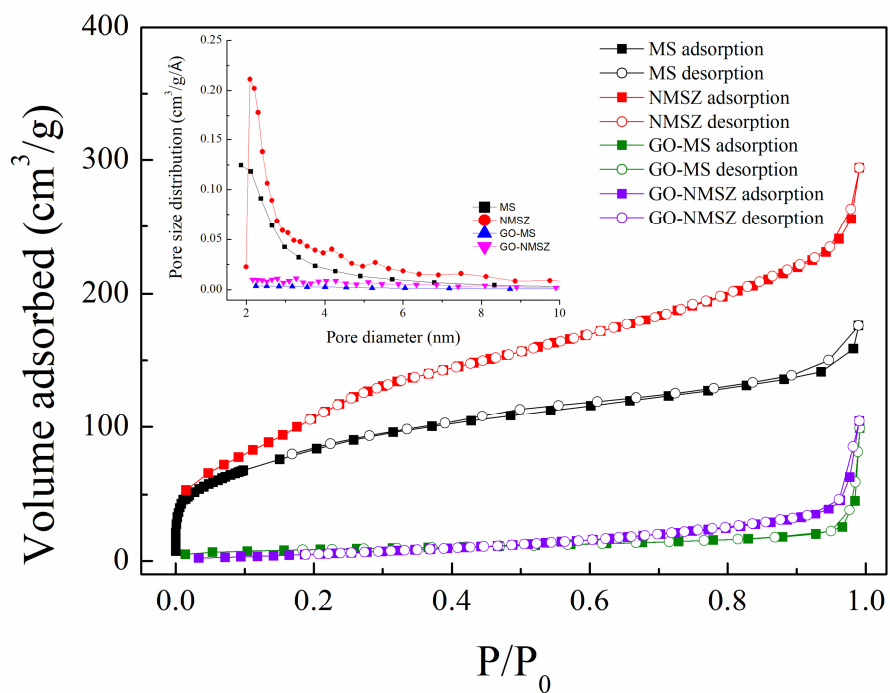 400
300
200
100
0
Volume adsorbed (cm³/g)
0.0 0.2 0.4 0.6 0.8 1.0
P/P₀
MS adsorption
MS desorption
NMSZ adsorption
NMSZ desorption
GO-MS adsorption
GO-MS desorption
GO-NMSZ adsorption
GO-NMSZ desorption
0.25
0.20
0.15
0.10
0.05
0.00
Pore size distribution (cm³/g/Å)
2 4 6 8 10
Pore diameter (nm)
MS
NMSZ
GO-MS
GO-NMSZ